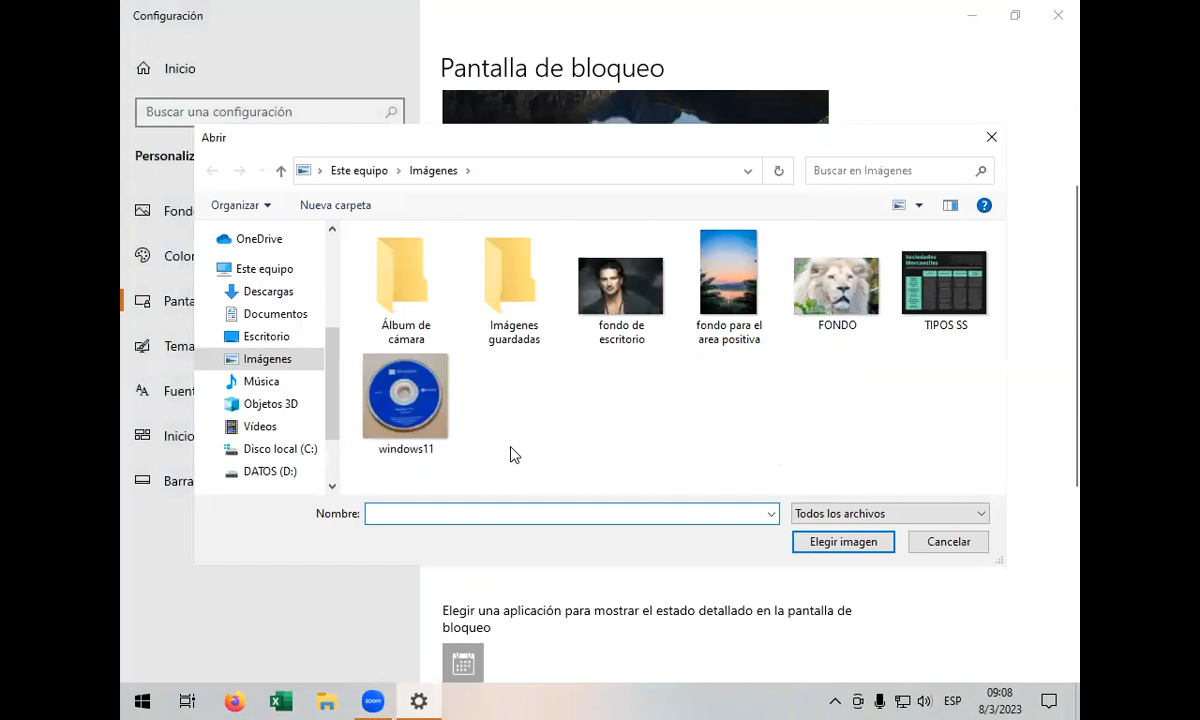 Configuración
Inicio
Buscar una configuración
Personaliz
Fond
Color
Panta
Tema
Fuent
Inicio
Barra
Pantalla de bloqueo
Abrir
Este equipo > Imágenes >
Buscar en Imágenes
Organizar
Nueva carpeta
OneDrive
Este equipo
Descargas
Documentos
Escritorio
Imágenes
Música
Objetos 3D
Vídeos
Disco local (C:)
DATOS (D:)
Álbum de
cámara
Imágenes
guardadas
fondo de
escritorio
fondo para el
area positiva
FONDO
Sociedades
Mercantiles
TIPOS SS
windows11
Nombre:
Todos los archivos
Elegir imagen
Cancelar
Elegir una aplicación para mostrar el estado detallado en la pantalla de
bloqueo
zoom
ESP
09:08
8/3/2023